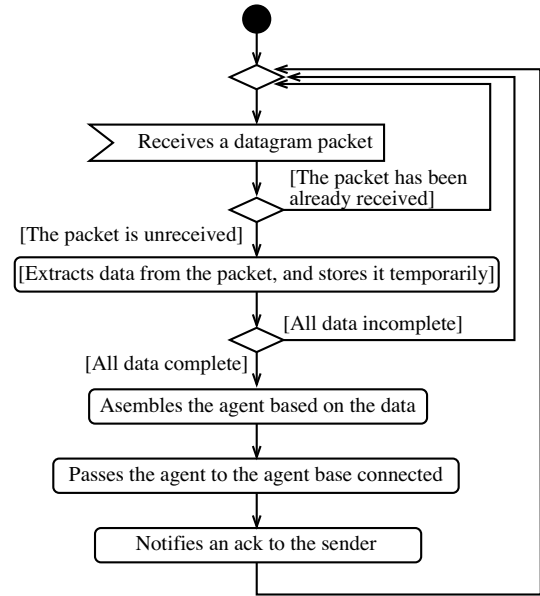 Receives a datagram packet
[The packet has been
already received]
[The packet is unreceived]
[Extracts data from the packet, and stores it temporarily]
[All data incomplete]
[All data complete]
Asembles the agent based on the data
Passes the agent to the agent base connected
Notifies an ack to the sender